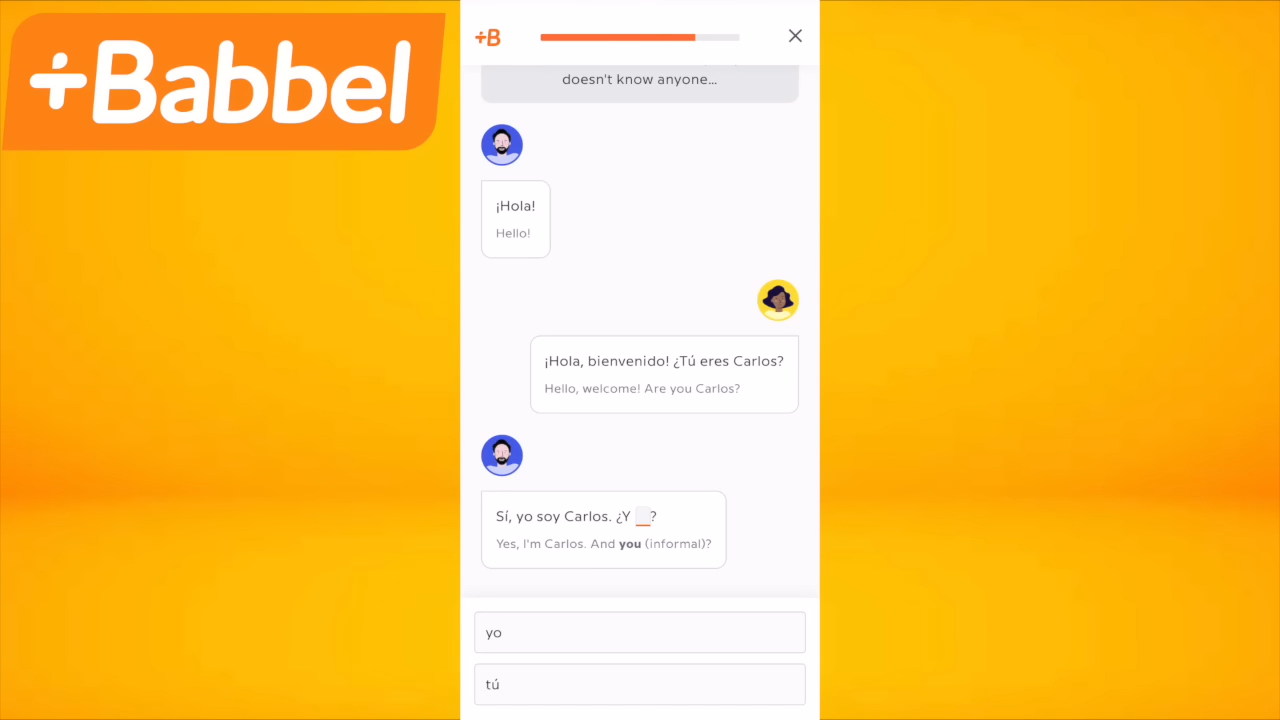 +Babbel
+B
doesn't know anyone...
¡Hola!
Hello!
¡Hola, bienvenido! ¿Tú eres Carlos?
Hello, welcome! Are you Carlos?
Sí, yo soy Carlos. ¿Y __?
Yes, I'm Carlos. And you (informal)?
yo
tú